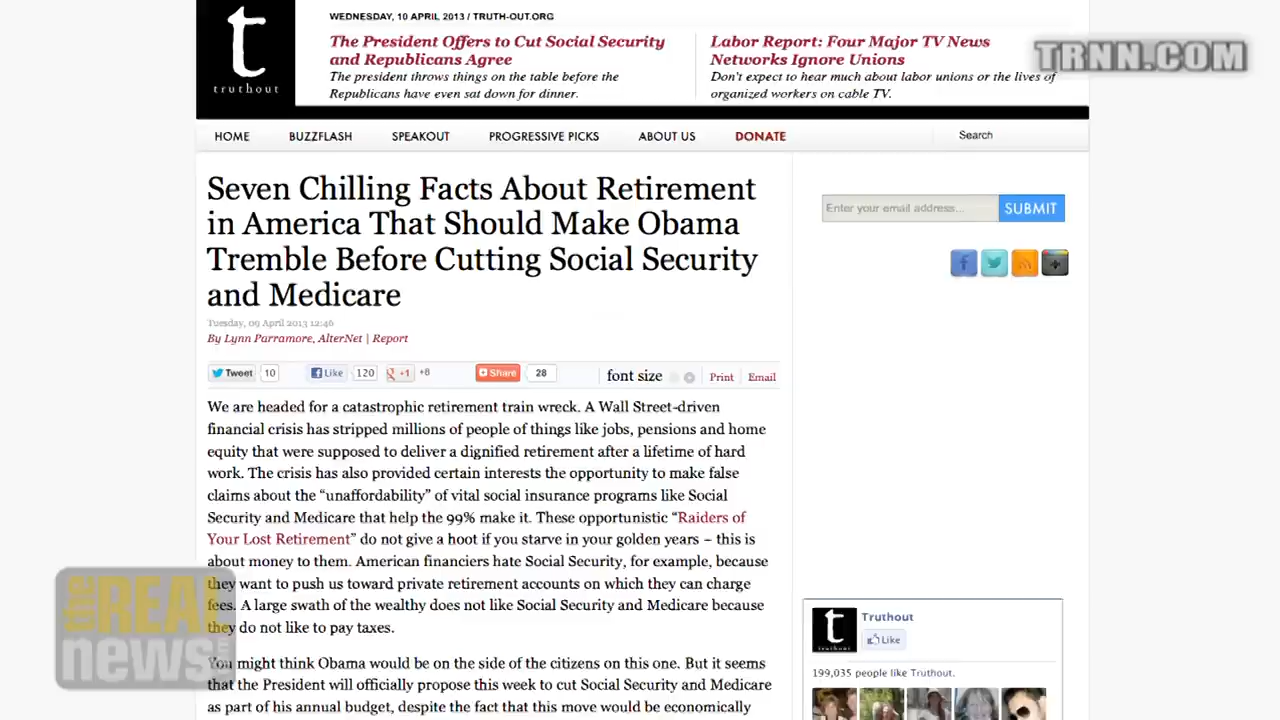 WEDNESDAY, 10 APRIL 2013 / TRUTH-OUT.ORG
t
truthout
The President Offers to Cut Social Security
and Republicans Agree
The president throws things on the table before the
Republicans have even sat down for dinner.
Labor Report: Four Major TV News
Networks Ignore Unions
Don't expect to hear much about labor unions or the lives of
organized workers on cable TV.
TRNN.COM
HOME BUZZFLASH SPEAKOUT PROGRESSIVE PICKS ABOUT US DONATE Search
Seven Chilling Facts About Retirement
in America That Should Make Obama
Tremble Before Cutting Social Security
and Medicare
Tuesday, 09 April 2013 12:46
By Lynn Parramore, AlterNet | Report
Tweet 10 Like 120 +1 +8 Share 28 font size Print Email
We are headed for a catastrophic retirement train wreck. A Wall Street-driven
financial crisis has stripped millions of people of things like jobs, pensions and home
equity that were supposed to deliver a dignified retirement after a lifetime of hard
work. The crisis has also provided certain interests the opportunity to make false
claims about the “unaffordability” of vital social insurance programs like Social
Security and Medicare that help the 99% make it. These opportunistic “Raiders of
Your Lost Retirement” do not give a hoot if you starve in your golden years – this is
about money to them. American financiers hate Social Security, for example, because
they want to push us toward private retirement accounts on which they can charge
fees. A large swath of the wealthy does not like Social Security and Medicare because
they do not like to pay taxes.
You might think Obama would be on the side of the citizens on this one. But it seems
that the President will officially propose this week to cut Social Security and Medicare
as part of his annual budget, despite the fact that this move would be economically
Enter your email address... SUBMIT
t
truthout
Truthout
Like
199,035 people like Truthout.
the REAL
news